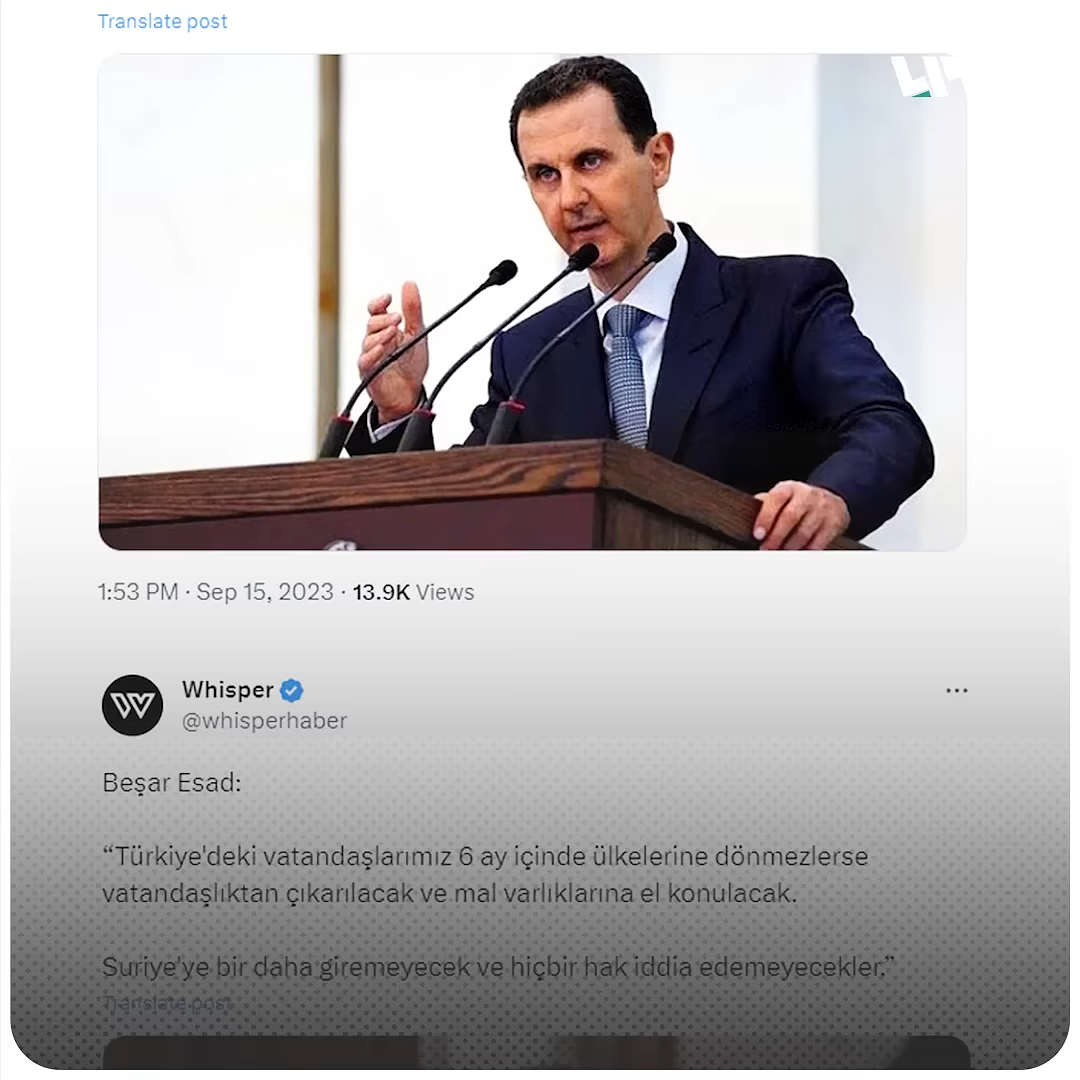 Translate post
1:53 PM · Sep 15, 2023 · 13.9K Views
Whisper
@whisperhaber
Beşar Esad:
“Türkiye'deki vatandaşlarımız 6 ay içinde ülkelerine dönmezlerse
vatandaşlıktan çıkarılacak ve mal varlıklarına el konulacak.
Suriye'ye bir daha giremeyecek ve hiçbir hak iddia edemeyecekler.”
Translate post